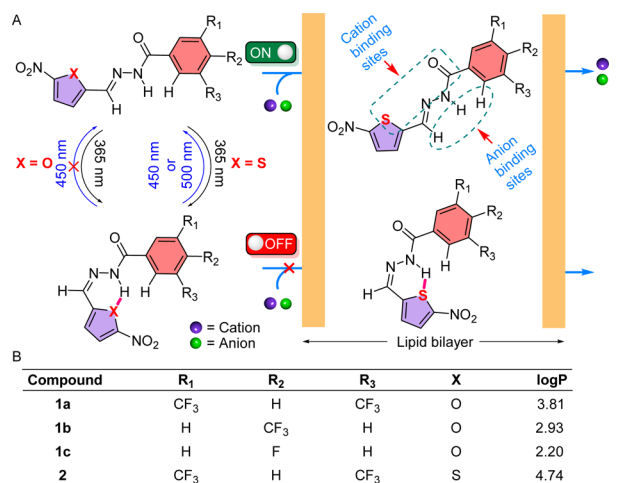 A
R₁
O
R₂
ON
Cation
binding
sites
R₁
O
R₂
O₂N
X
N
N
H
H
R₃
H
N
N
H
H
R₃
S
O₂N
H
Anion
binding
sites
X = O
450 nm
365 nm
450 nm
or
500 nm
365 nm
X = S
R₁
O
R₂
OFF
R₁
O
R₂
N
NH
H
H
R₃
X
NO₂
N
NH
H
H
R₃
S
NO₂
= Cation
= Anion
Lipid bilayer
B
Compound R₁ R₂ R₃ X logP
1a CF₃ H CF₃ O 3.81
1b H CF₃ H O 2.93
1c H F H O 2.20
2 CF₃ H CF₃ S 4.74